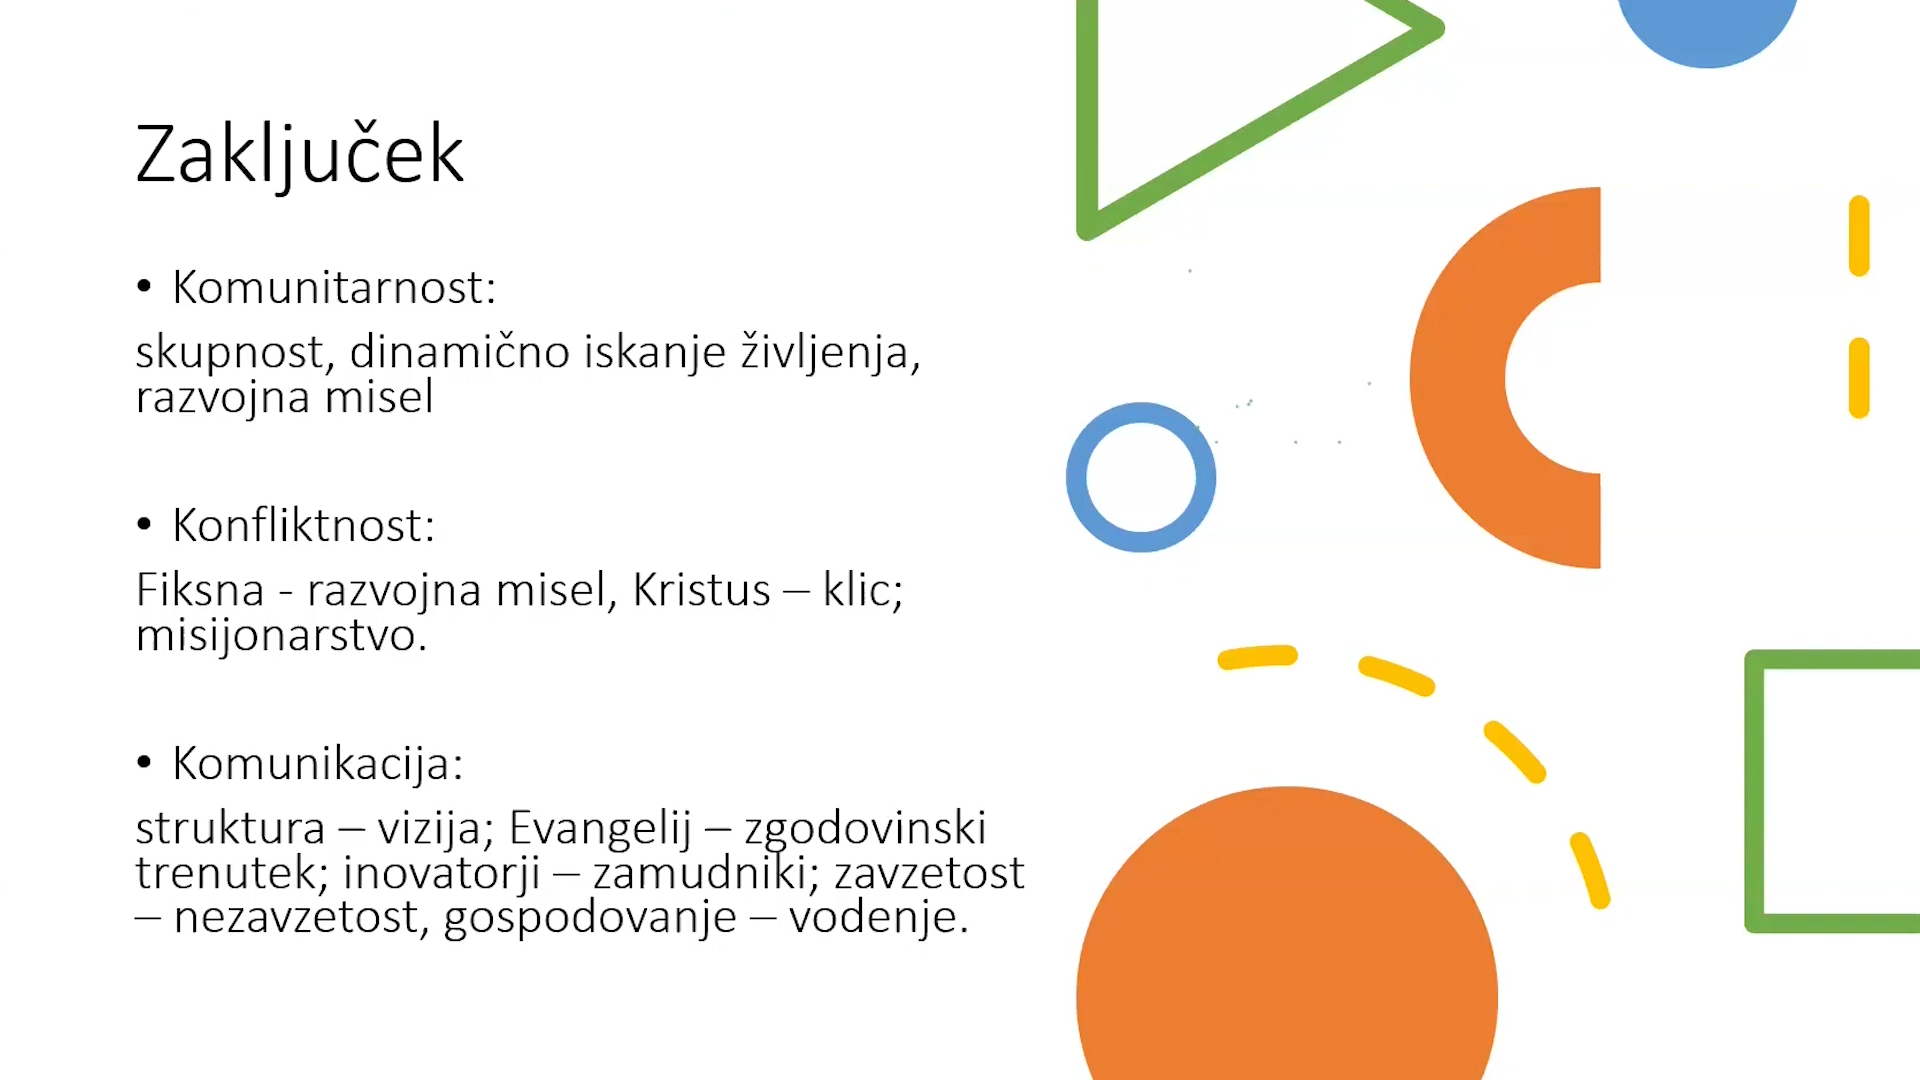 Zaključek
• Komunitarnost:
skupnost, dinamično iskanje življenja,
razvojna misel
• Konfliktnost:
Fiksna - razvojna misel, Kristus – klic;
misijonarstvo.
• Komunikacija:
struktura – vizija; Evangelij – zgodovinski
trenutek; inovatorji – zamudniki; zavzetost
– nezavzetost, gospodovanje – vodenje.